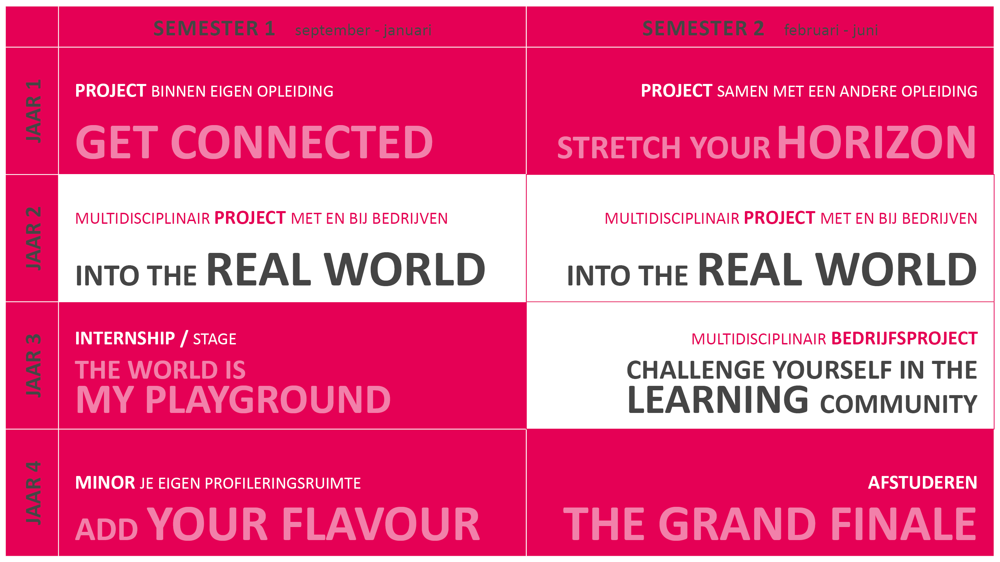 SEMESTER 1 september - januari
SEMESTER 2 februari - juni
JAAR 1
PROJECT BINNEN EIGEN OPLEIDING
GET CONNECTED
PROJECT SAMEN MET EEN ANDERE OPLEIDING
STRETCH YOUR HORIZON
JAAR 2
MULTIDISCIPLINAIR PROJECT MET EN BIJ BEDRIJVEN
INTO THE REAL WORLD
MULTIDISCIPLINAIR PROJECT MET EN BIJ BEDRIJVEN
INTO THE REAL WORLD
JAAR 3
INTERNSHIP / STAGE
THE WORLD IS
MY PLAYGROUND
MULTIDISCIPLINAIR BEDRIJFSPROJECT
CHALLENGE YOURSELF IN THE
LEARNING COMMUNITY
JAAR 4
MINOR JE EIGEN PROFILERINGSRUIMTE
ADD YOUR FLAVOUR
AFSTUDEREN
THE GRAND FINALE